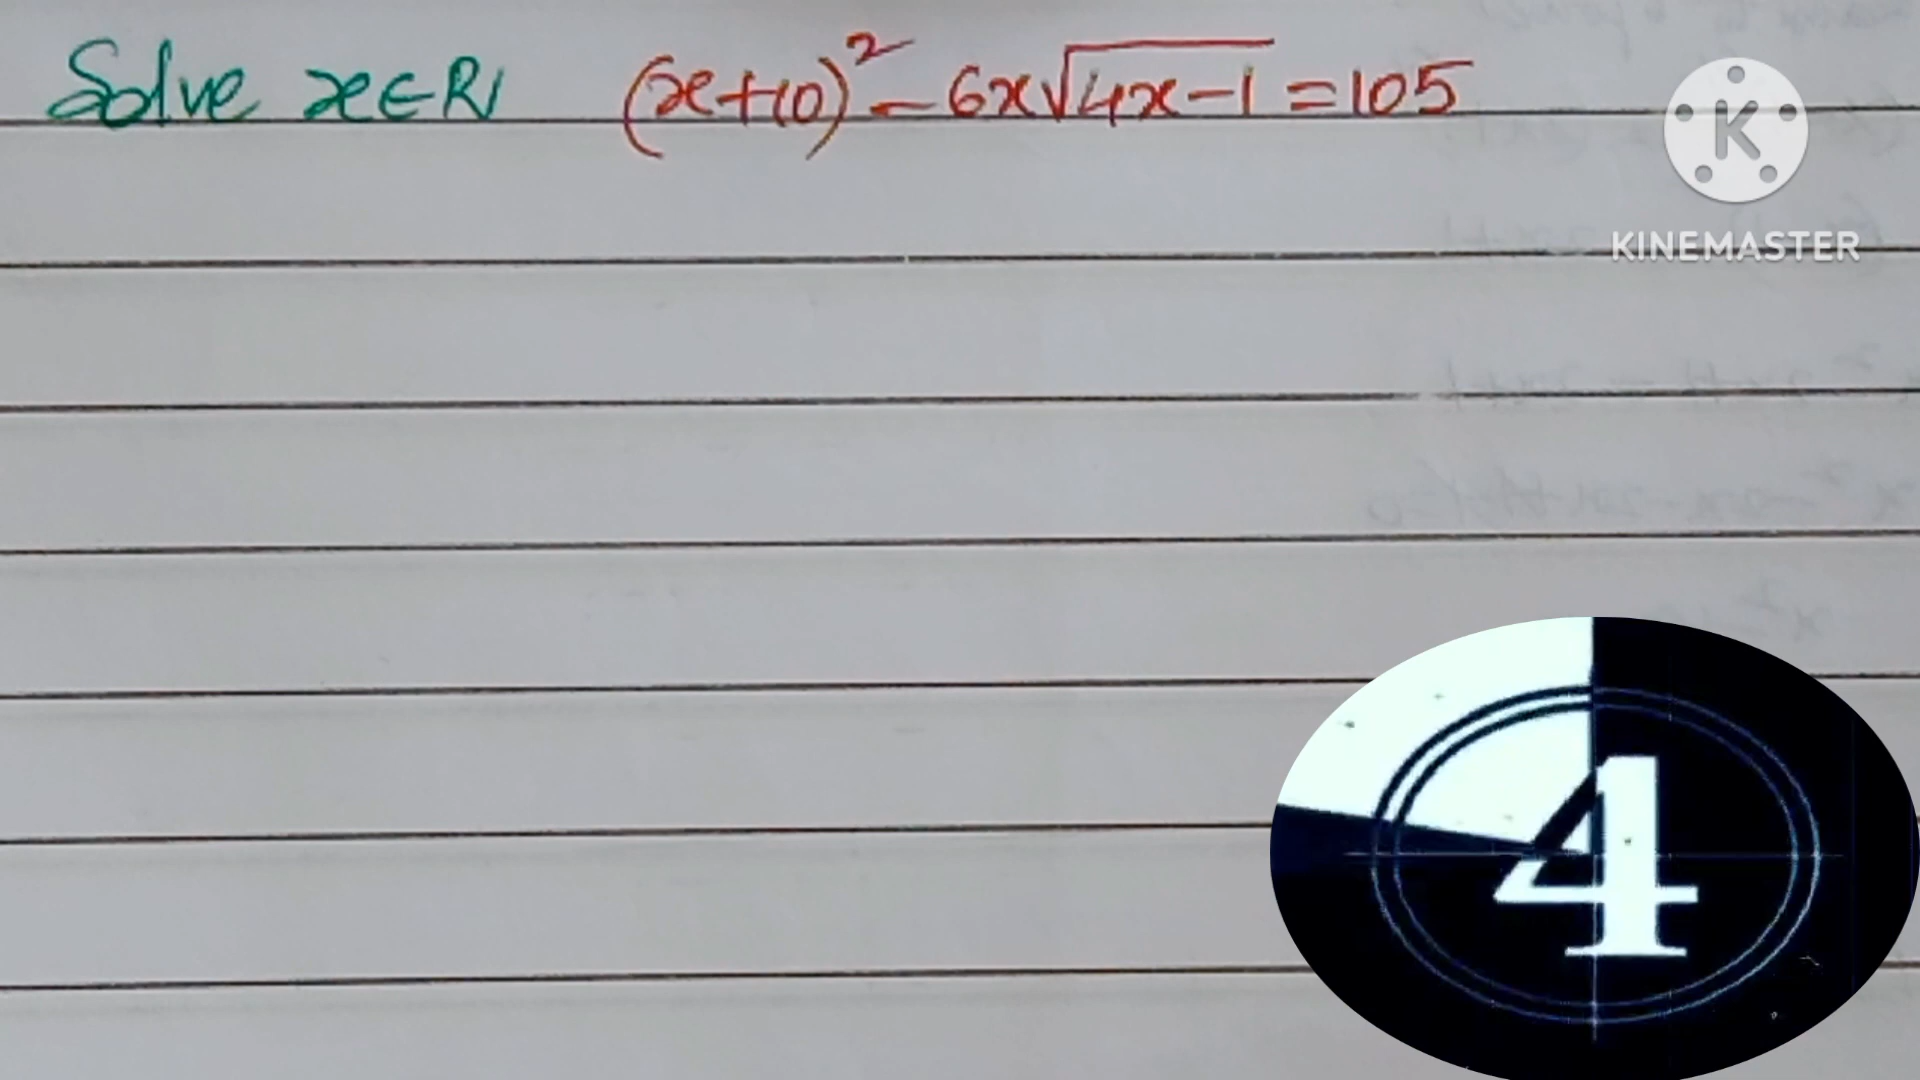 Solve x∈R (x+10)² - 6x√4x-1 = 105
K
KINEMASTER
4